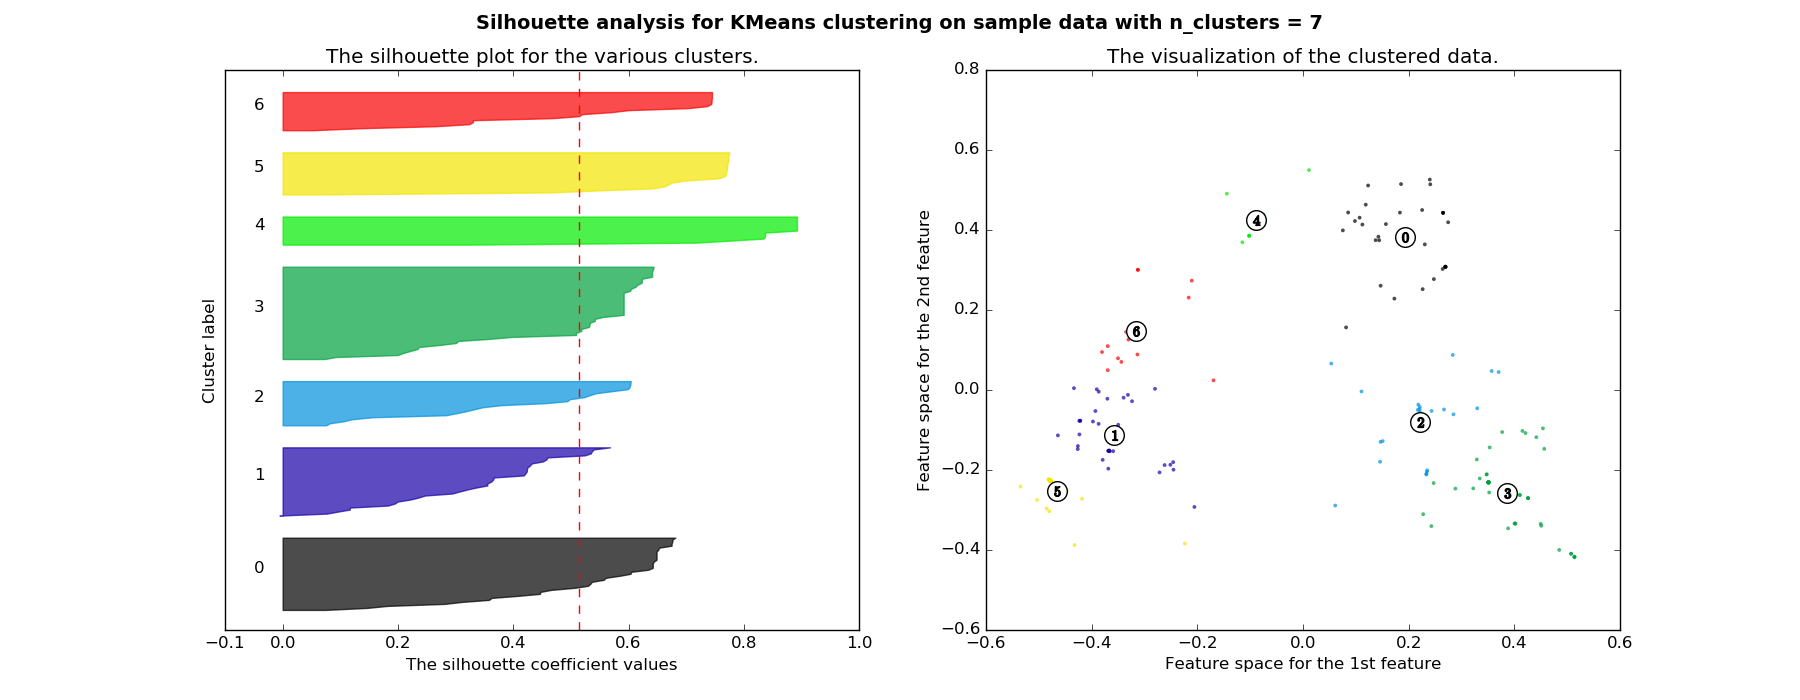 Silhouette analysis for KMeans clustering on sample data with n_clusters = 7
The silhouette plot for the various clusters.
6
5
4
3
2
1
0
Cluster label
−0.1 0.0 0.2 0.4 0.6 0.8 1.0
The silhouette coefficient values
The visualization of the clustered data.
0.8
0.6
0.4
0.2
0.0
−0.2
−0.4
−0.6
Feature space for the 2nd feature
4
0
6
2
1
5
3
−0.6 −0.4 −0.2 0.0 0.2 0.4 0.6
Feature space for the 1st feature